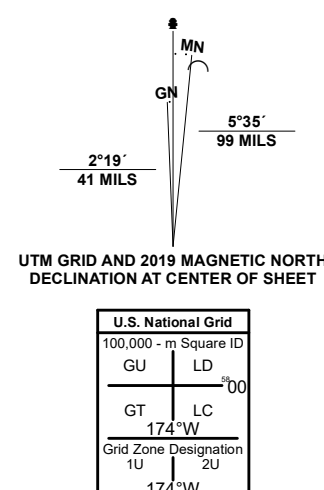 MN
GN
5°35´
99 MILS
2°19´
41 MILS
UTM GRID AND 2019 MAGNETIC NORTH
DECLINATION AT CENTER OF SHEET
U.S. National Grid
100,000 - m Square ID
GU LD
5800
GT LC
174°W
Grid Zone Designation
1U 2U
174°W